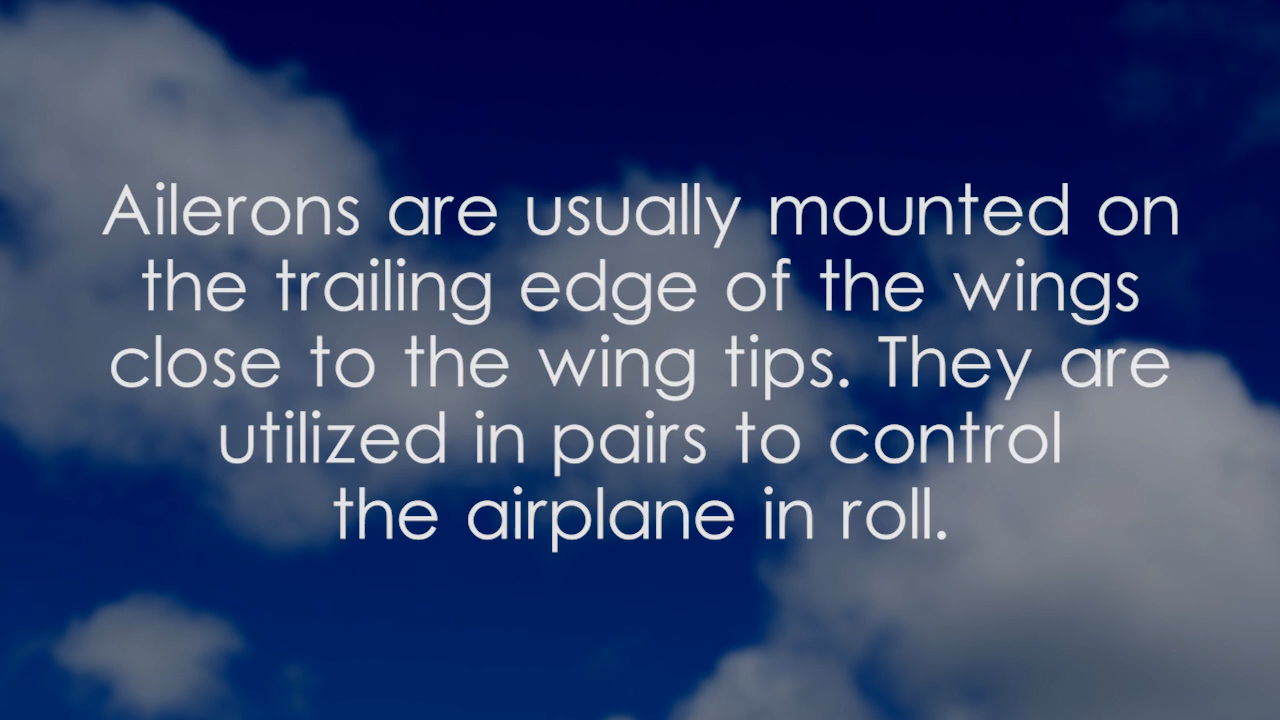 Ailerons are usually mounted on
the trailing edge of the wings
close to the wing tips. They are
utilized in pairs to control
the airplane in roll.